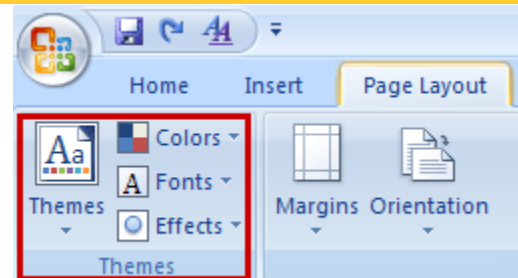 Home Insert Page Layout
Aa Colors
A Fonts
Themes Effects Margins Orientation
Themes